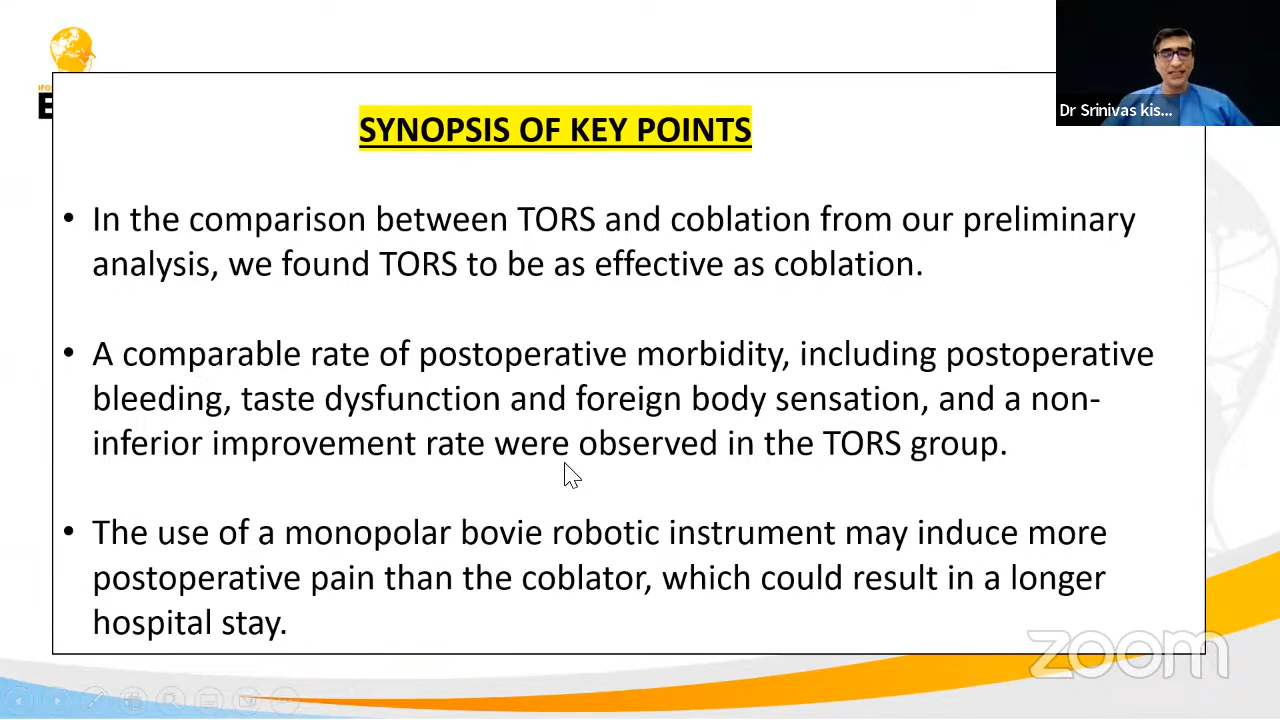 IFO
E
Dr Srinivas kis...
SYNOPSIS OF KEY POINTS
• In the comparison between TORS and coblation from our preliminary
analysis, we found TORS to be as effective as coblation.
• A comparable rate of postoperative morbidity, including postoperative
bleeding, taste dysfunction and foreign body sensation, and a non-
inferior improvement rate were observed in the TORS group.
• The use of a monopolar bovie robotic instrument may induce more
postoperative pain than the coblator, which could result in a longer
hospital stay.
zoom